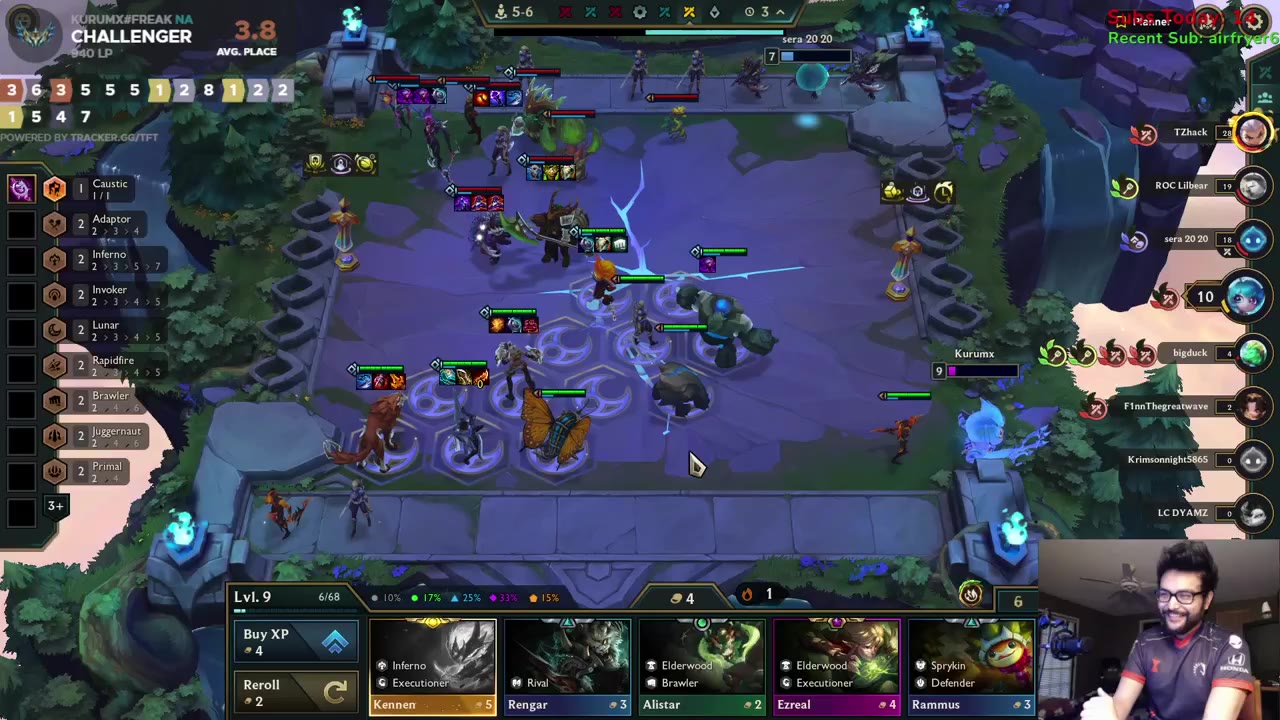 KURUMX#FREAK NA
CHALLENGER
940 LP
3.8
AVG. PLACE
3 6 3 5 5 5 1 2 8 1 2 2
1 5 4 7
POWERED BY TRACKER.GG/TFT
5-6
3
sera 20 20
7
Subs Today: 14
Planner
Recent Sub: airfryer6
TZhack 28
ROC Lilbear 19
sera 20 20 18
10
bigduck 4
F1nnThegreatwave 2
Krimsonnight5865 0
LC DYAMZ 0
1 Caustic
1 / 1
2 Adaptor
2 > 3 > 4
2 Inferno
2 > 3 > 5 > 7
2 Invoker
2 > 3 > 4 > 5
2 Lunar
2 > 3 > 4 > 5
2 Rapidfire
2 > 3 > 4 > 5
2 Brawler
2 4 6
2 Juggernaut
2 4 6
2 Primal
2 4
3+
Kurumx
9
0
Lvl. 9 6/68
10% 17% 25% 33% 15%
4
1
6
Buy XP
4
Reroll
2
Inferno
Executioner
Kennen 5
Rival
Rengar 3
Elderwood
Brawler
Alistar 2
Elderwood
Executioner
Ezreal 4
Sprykin
Defender
Rammus 3
HONDA